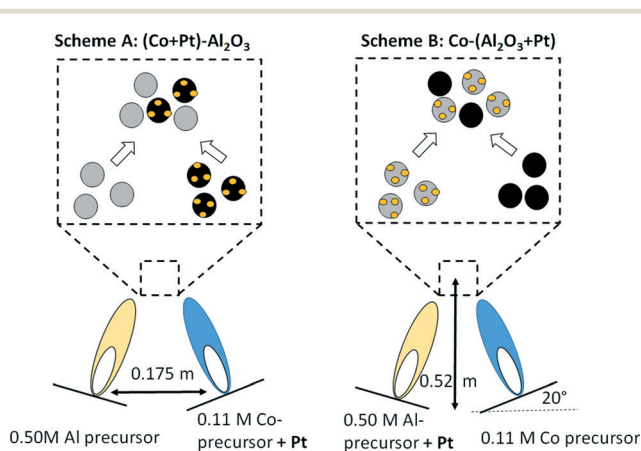 Scheme A: (Co+Pt)-Al₂O₃
Scheme B: Co-(Al₂O₃+Pt)
0.175 m
0.52 m
20°
0.50M Al precursor
0.11 M Co-
precursor + Pt
0.50 M Al-
precursor + Pt
0.11 M Co precursor